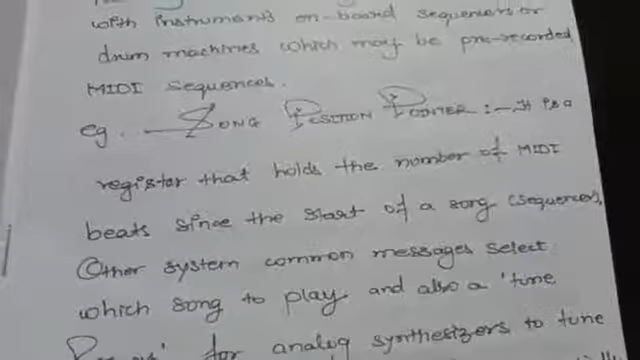 with instruments on-board sequencers or
drum machines which may be pre-recorded
MIDI sequences.
eg. SONG POSITION POINTER :- It is a
register that holds the number of MIDI
beats since the start of a song (sequence).
Other system common messages select
which song to play and also a 'tune
for analog synthesizers to tune